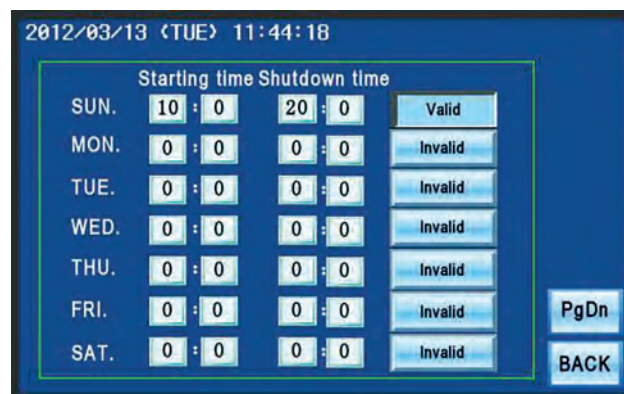 2012/03/13 (TUE) 11:44:18
Starting time Shutdown time
SUN. 10 : 0 20 : 0 Valid
MON. 0 : 0 0 : 0 Invalid
TUE. 0 : 0 0 : 0 Invalid
WED. 0 : 0 0 : 0 Invalid
THU. 0 : 0 0 : 0 Invalid
FRI. 0 : 0 0 : 0 Invalid
SAT. 0 : 0 0 : 0 Invalid
PgDn
BACK